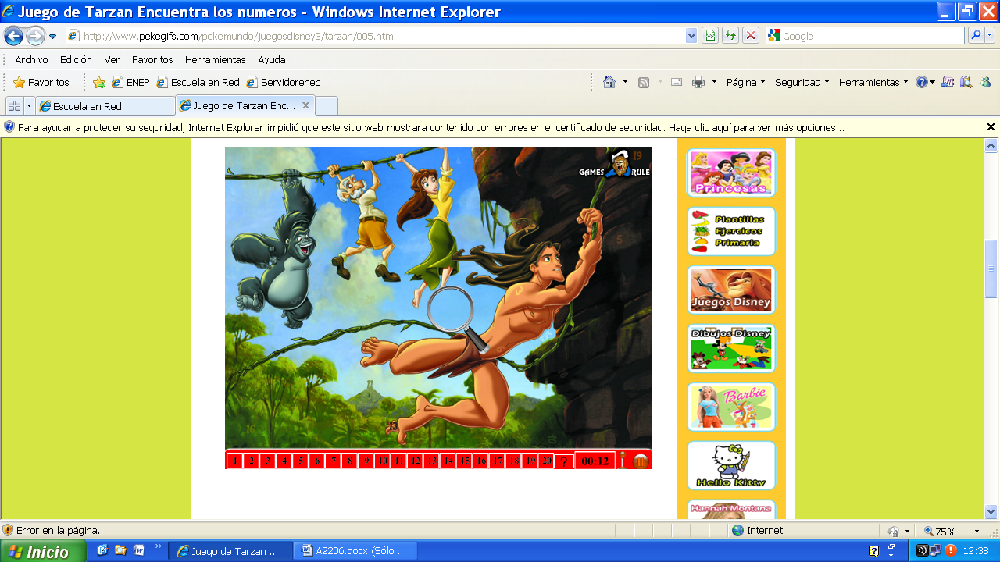 Juego de Tarzan Encuentra los numeros - Windows Internet Explorer
http://www.pekegifs.com/pekemundo/juegosdisney3/tarzan/005.html
Google
Archivo Edición Ver Favoritos Herramientas Ayuda
Favoritos ENEP Escuela en Red Servidorenep Página Seguridad Herramientas
Escuela en Red Juego de Tarzan Enc...
Para ayudar a proteger su seguridad, Internet Explorer impidió que este sitio web mostrara contenido con errores en el certificado de seguridad. Haga clic aquí para ver más opciones...
GAMES RULE
19
5
3
20
16
15
1 2 3 4 5 6 7 8 9 10 11 12 13 14 15 16 17 18 19 20 ? 00:12
Princesas
Plantillas
Ejercicos
Primaria
Juegos Disney
Dibujos Disney
Barbie
Hello Kitty
Hannah Montana
Error en la página. Internet 75%
Inicio Juego de Tarzan ... A2206.docx (Sólo ... 12:38